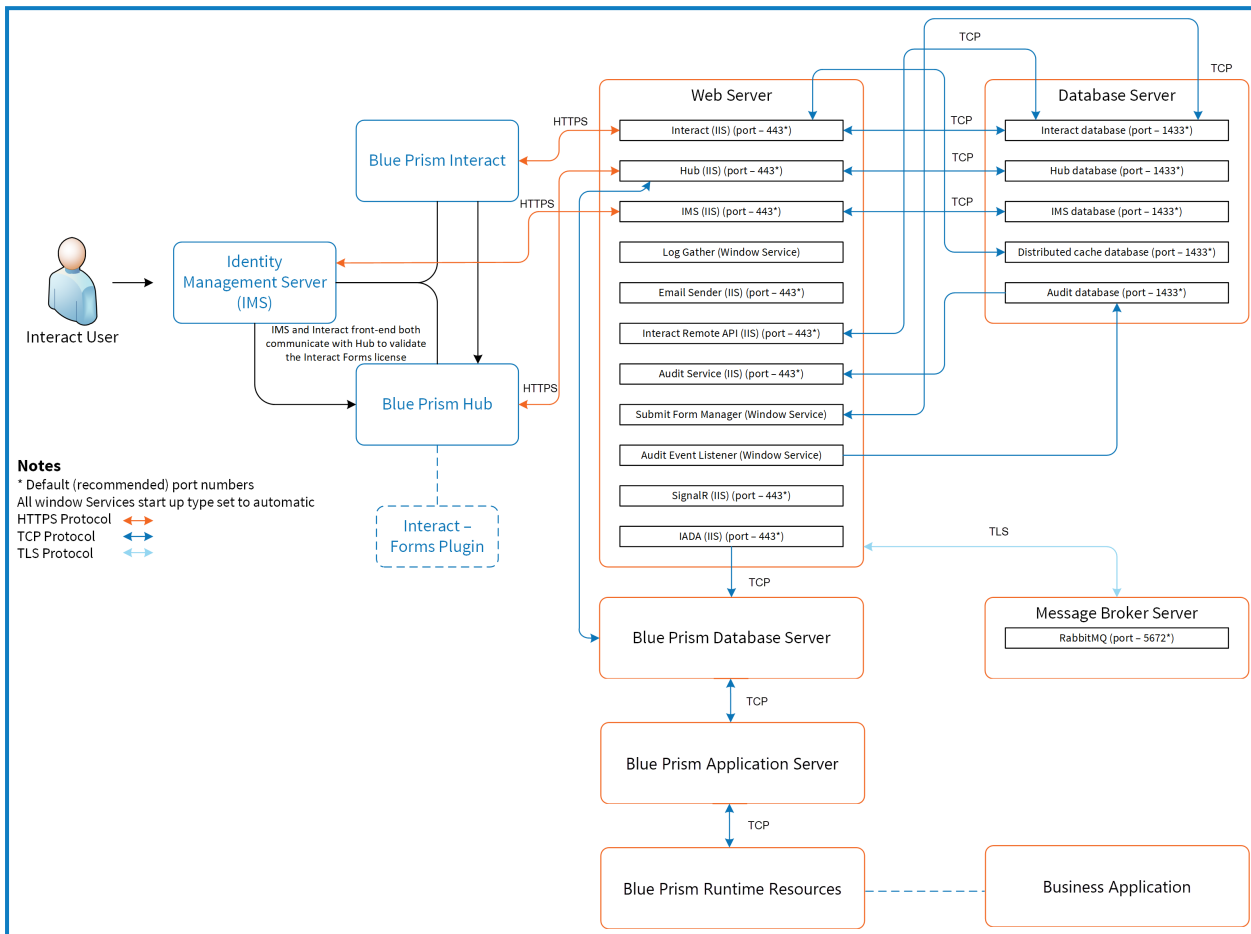 TCP
TCP
Web Server
Database Server
HTTPS
Interact (IIS) (port – 443*)
TCP
Interact database (port – 1433*)
Blue Prism Interact
Hub (IIS) (port – 443*)
TCP
Hub database (port – 1433*)
HTTPS
IMS (IIS) (port – 443*)
TCP
IMS database (port – 1433*)
Log Gather (Window Service)
Distributed cache database (port – 1433*)
Identity
Management Server
(IMS)
Email Sender (IIS) (port – 443*)
Audit database (port – 1433*)
Interact User
IMS and Interact front-end both
communicate with Hub to validate
the Interact Forms license
Interact Remote API (IIS) (port – 443*)
Audit Service (IIS) (port – 443*)
HTTPS
Blue Prism Hub
Submit Form Manager (Window Service)
Audit Event Listener (Window Service)
Notes
* Default (recommended) port numbers
All window Services start up type set to automatic
HTTPS Protocol
TCP Protocol
TLS Protocol
SignalR (IIS) (port – 443*)
Interact –
Forms Plugin
IADA (IIS) (port – 443*)
TLS
TCP
Message Broker Server
RabbitMQ (port – 5672*)
Blue Prism Database Server
TCP
Blue Prism Application Server
TCP
Blue Prism Runtime Resources
Business Application